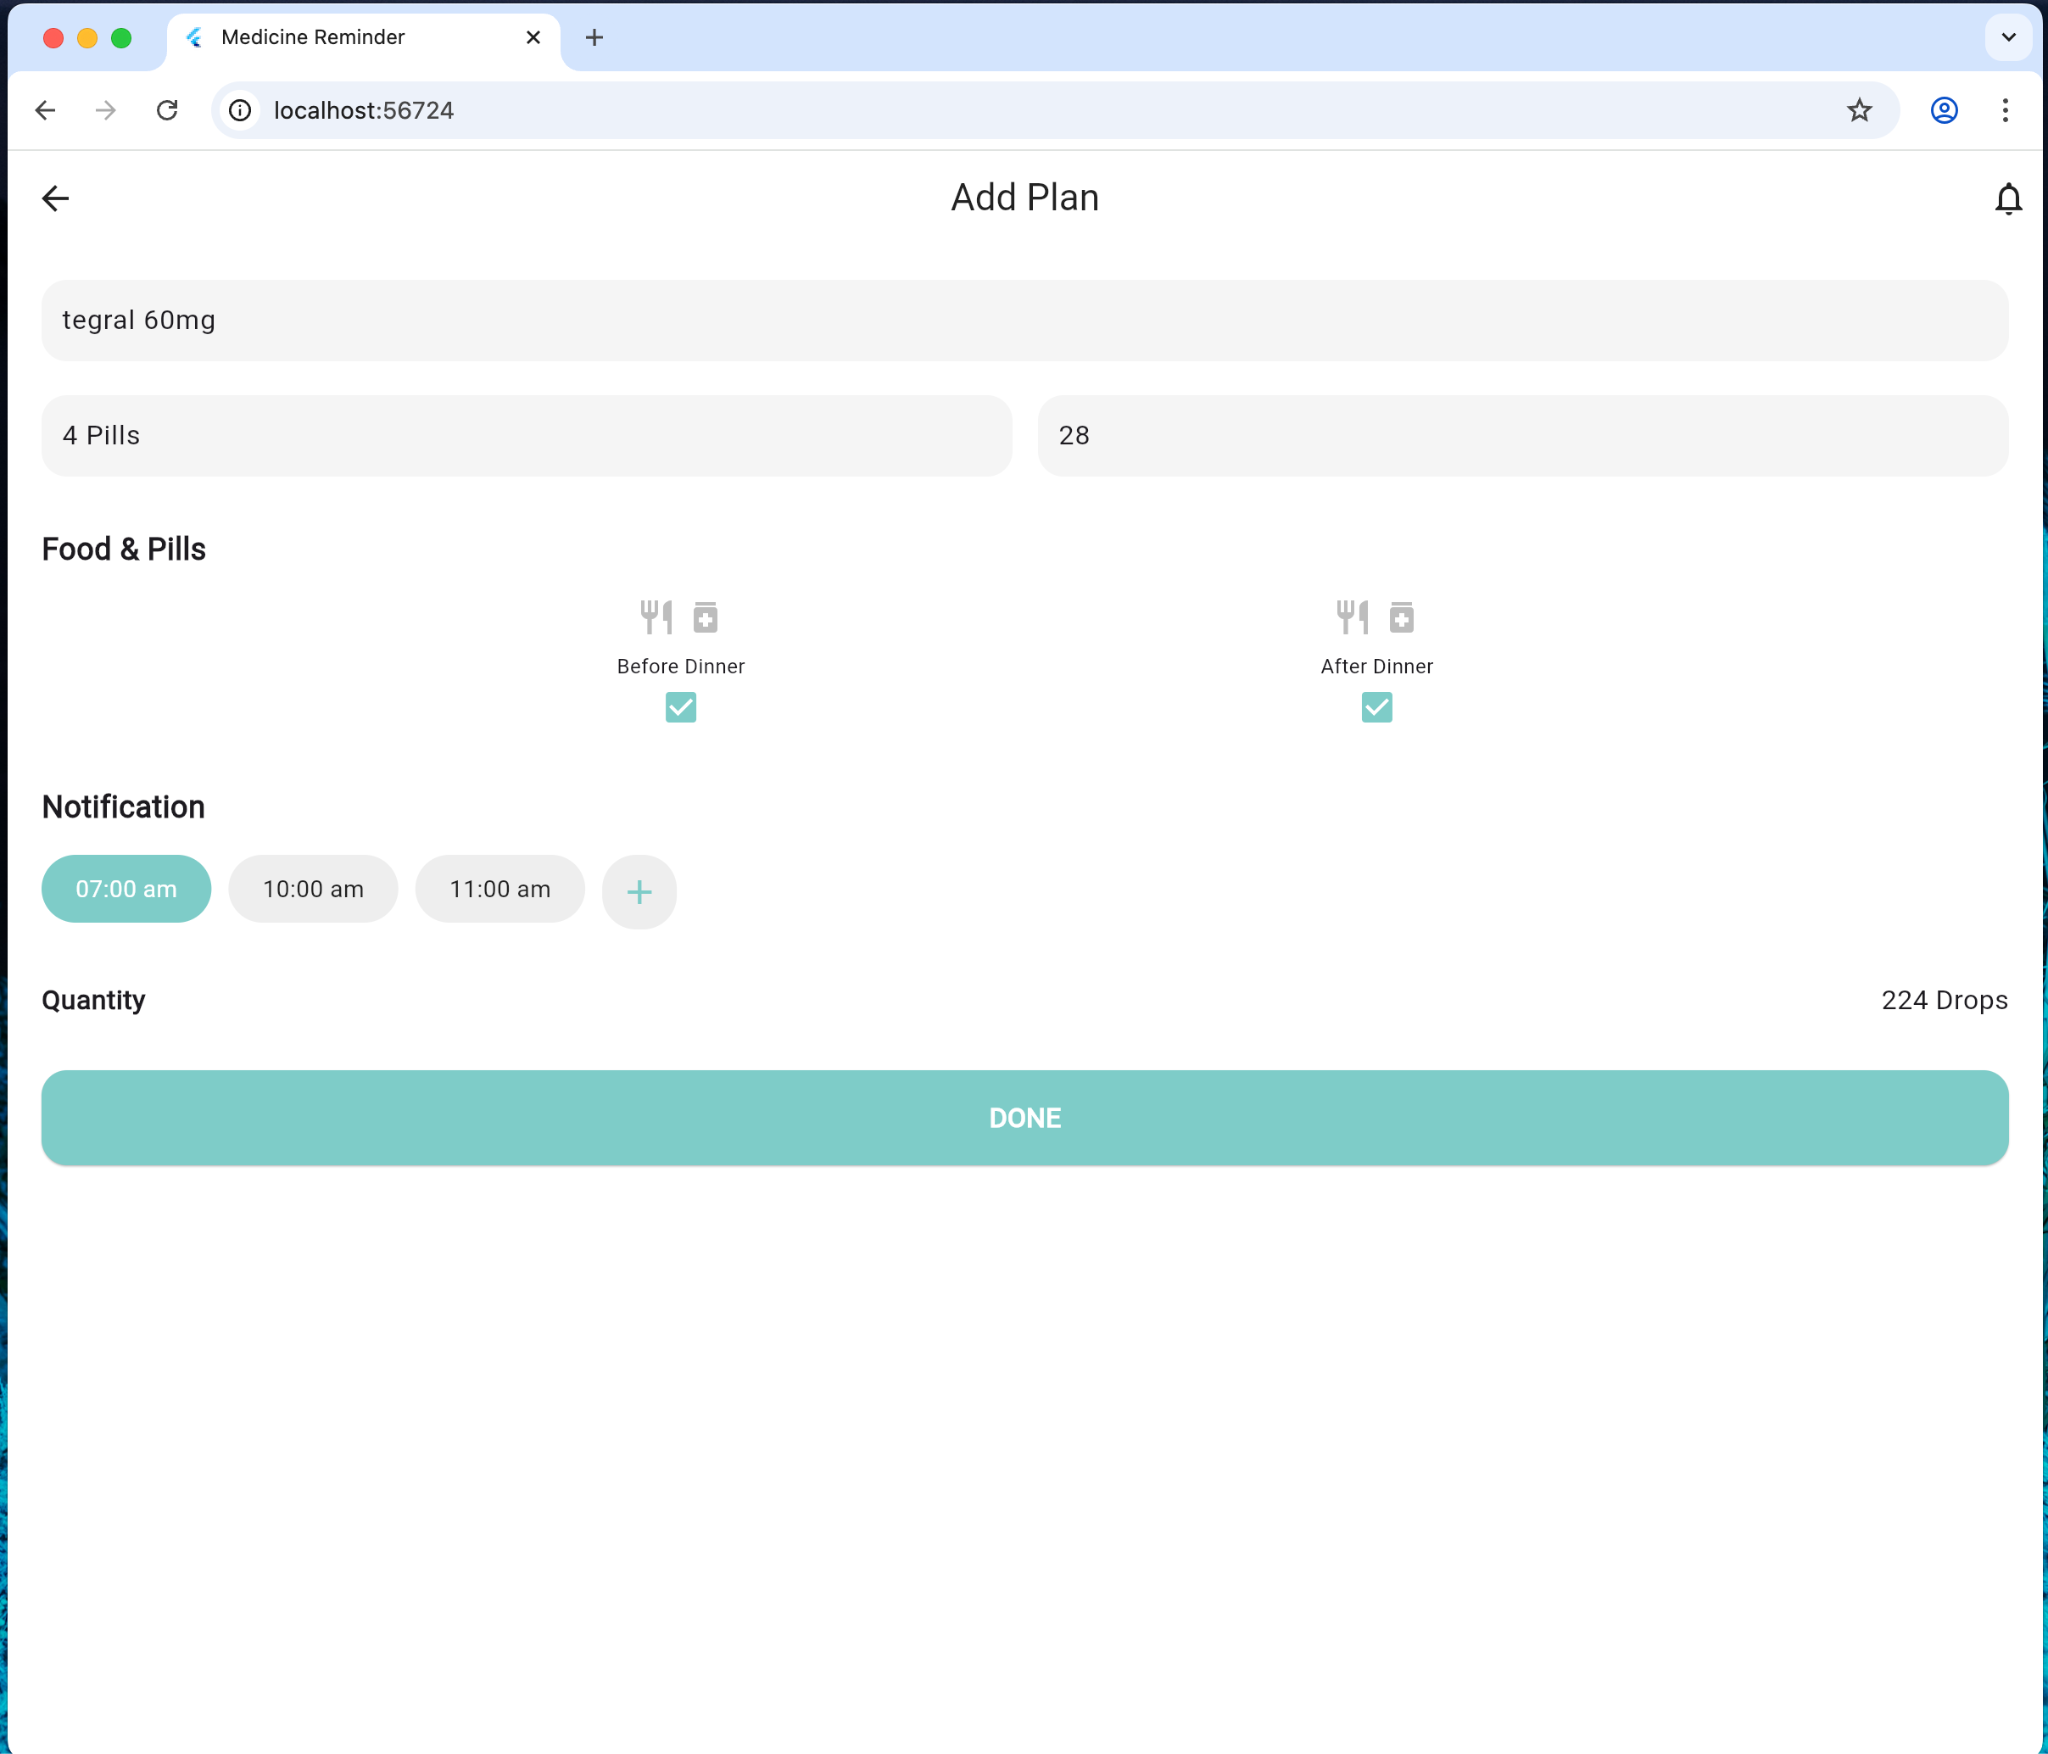 Medicine Reminder
localhost:56724
Add Plan
tegral 60mg
4 Pills
28
Food & Pills
Before Dinner
After Dinner
Notification
07:00 am
10:00 am
11:00 am
Quantity
224 Drops
DONE